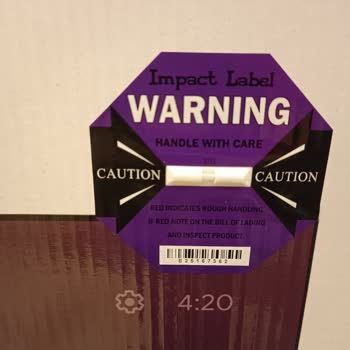 Impact Label
WARNING
HANDLE WITH CARE
CAUTION CAUTION
RED INDICATES ROUGH HANDLING.
IF RED NOTE ON THE BILL OF LADING
AND INSPECT PRODUCT.
4:20